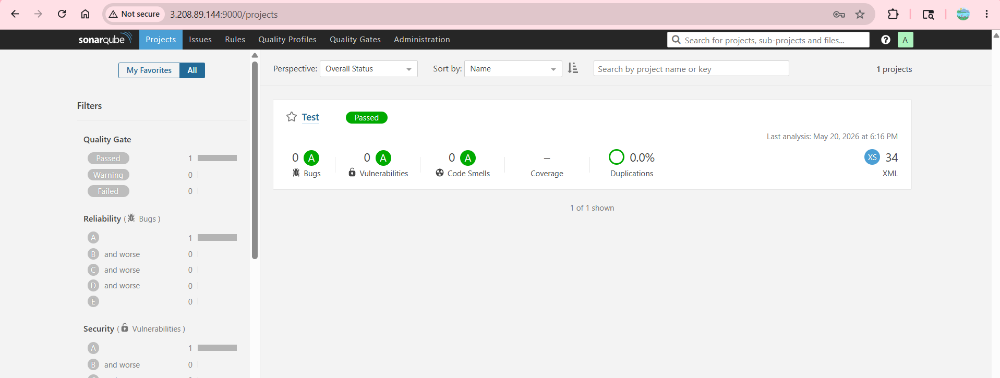 Not secure 3.208.89.144:9000/projects
sonarqube Projects Issues Rules Quality Profiles Quality Gates Administration Search for projects, sub-projects and files... ? A
My Favorites All
Perspective: Overall Status Sort by: Name Search by project name or key 1 projects
Filters
Quality Gate
Passed 1
Warning 0
Failed 0
Reliability ( Bugs )
A 1
B and worse 0
C and worse 0
D and worse 0
E 0
Security ( Vulnerabilities )
A 1
B and worse 0
Test Passed
Last analysis: May 20, 2026 at 6:16 PM
0 A 0 A 0 A – 0.0% XS 34
Bugs Vulnerabilities Code Smells Coverage Duplications XML
1 of 1 shown